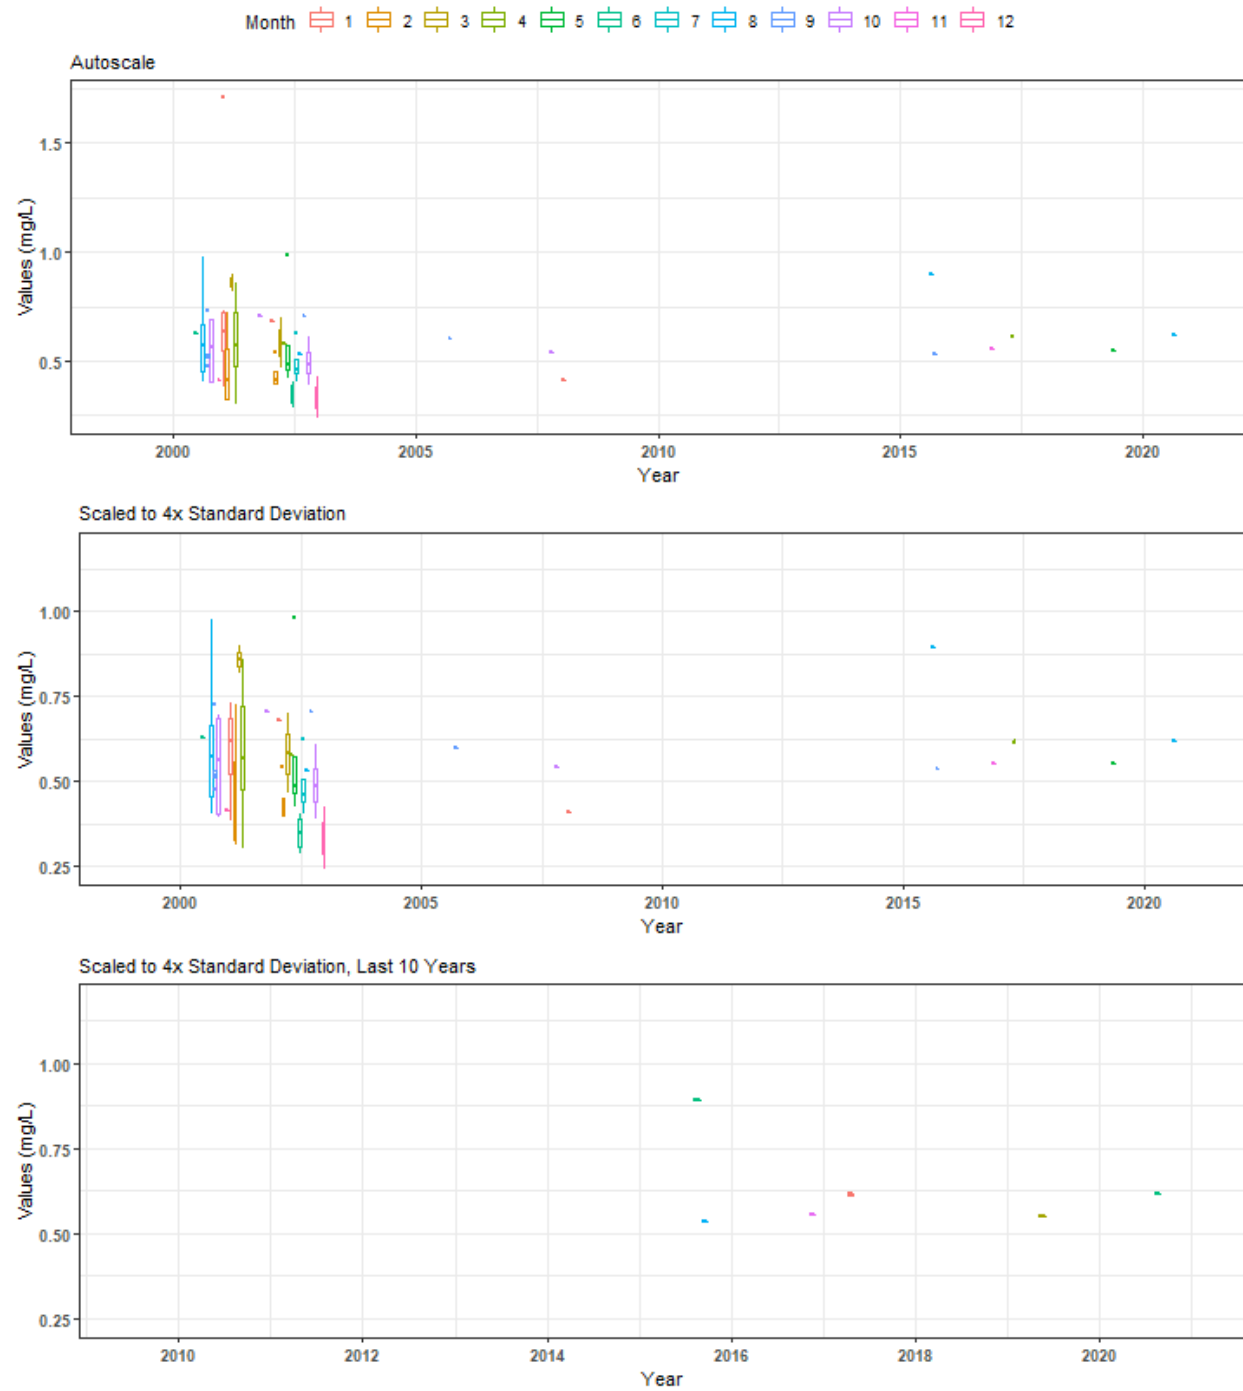 Month 1 2 3 4 5 6 7 8 9 10 11 12
Autoscale
Values (mg/L)
1.5
1.0
0.5
2000 2005 2010 2015 2020
Year
Scaled to 4x Standard Deviation
Values (mg/L)
1.00
0.75
0.50
0.25
2000 2005 2010 2015 2020
Year
Scaled to 4x Standard Deviation, Last 10 Years
Values (mg/L)
1.00
0.75
0.50
0.25
2010 2012 2014 2016 2018 2020
Year